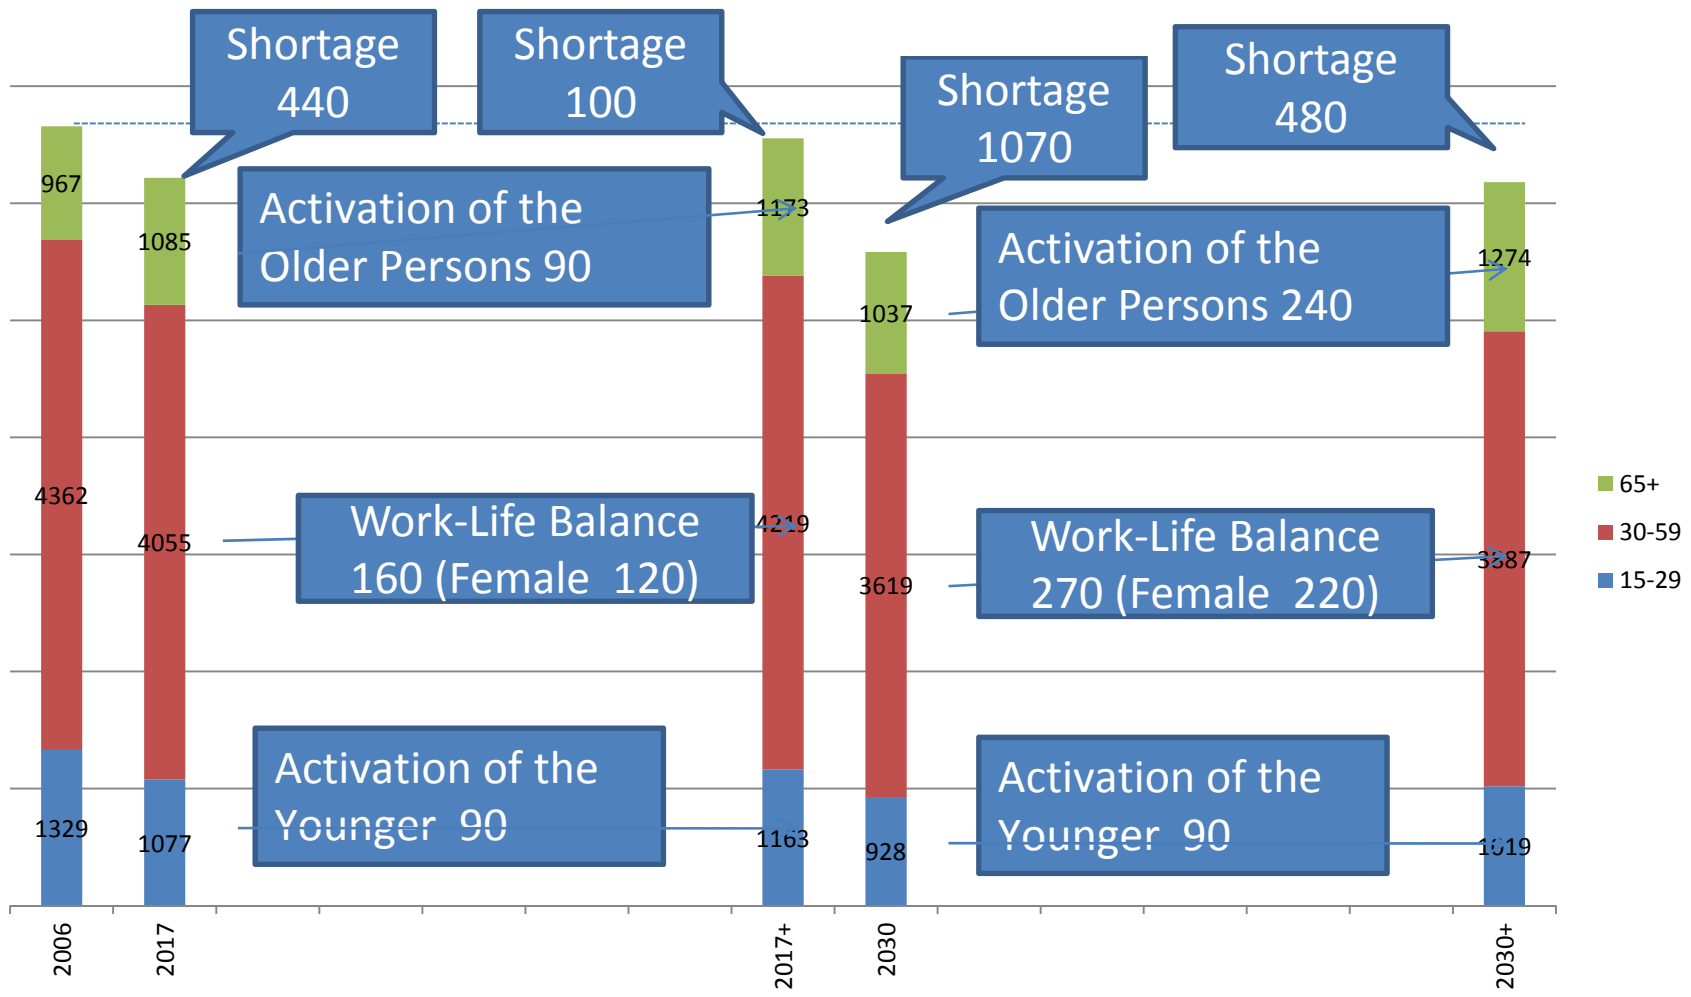 Shortage
440
Shortage
100
Shortage
1070
Shortage
480
967
1085
Activation of the
Older Persons 90
1173
1037
Activation of the
Older Persons 240
1274
4362
4055
Work-Life Balance
160 (Female 120)
4219
3619
Work-Life Balance
270 (Female 220)
65+
30-59
15-29
1329
1077
Activation of the
Younger 90
1163
928
Activation of the
Younger 90
1019
2006
2017
2017+
2030
2030+